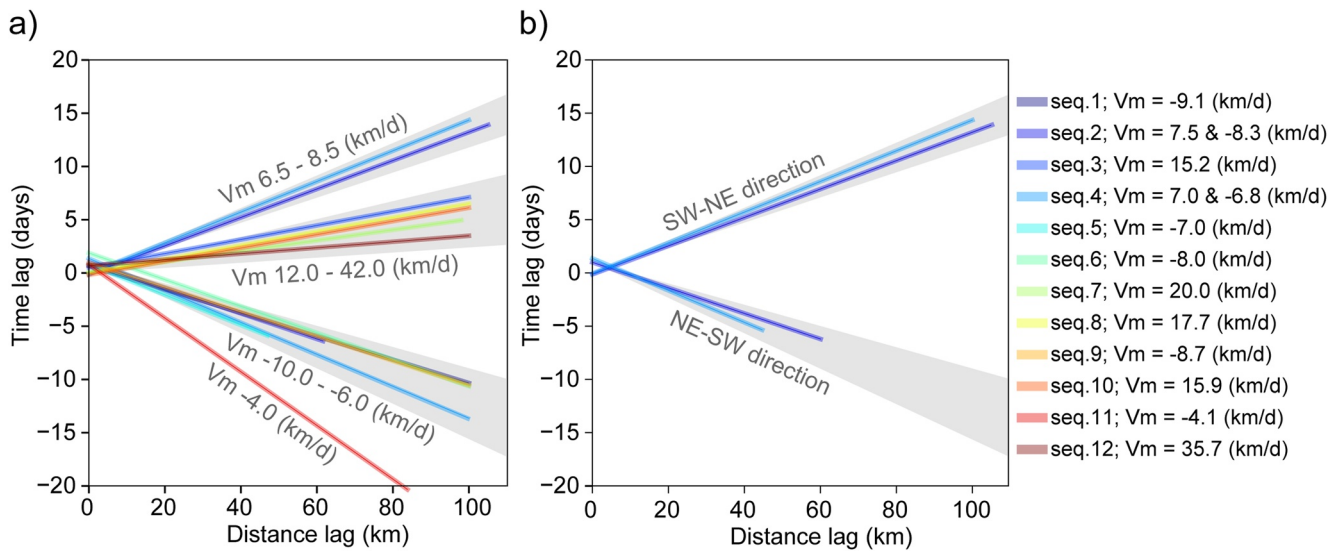 a)
20
15
10
5
0
−5
−10
−15
−20
Time lag (days)
Vm 6.5 - 8.5 (km/d)
Vm 12.0 - 42.0 (km/d)
Vm -10.0 - -6.0 (km/d)
Vm -4.0 (km/d)
0 20 40 60 80 100
Distance lag (km)
b)
20
15
10
5
0
−5
−10
−15
−20
Time lag (days)
SW-NE direction
NE-SW direction
0 20 40 60 80 100
Distance lag (km)
seq.1; Vm = -9.1 (km/d)
seq.2; Vm = 7.5 & -8.3 (km/d)
seq.3; Vm = 15.2 (km/d)
seq.4; Vm = 7.0 & -6.8 (km/d)
seq.5; Vm = -7.0 (km/d)
seq.6; Vm = -8.0 (km/d)
seq.7; Vm = 20.0 (km/d)
seq.8; Vm = 17.7 (km/d)
seq.9; Vm = -8.7 (km/d)
seq.10; Vm = 15.9 (km/d)
seq.11; Vm = -4.1 (km/d)
seq.12; Vm = 35.7 (km/d)